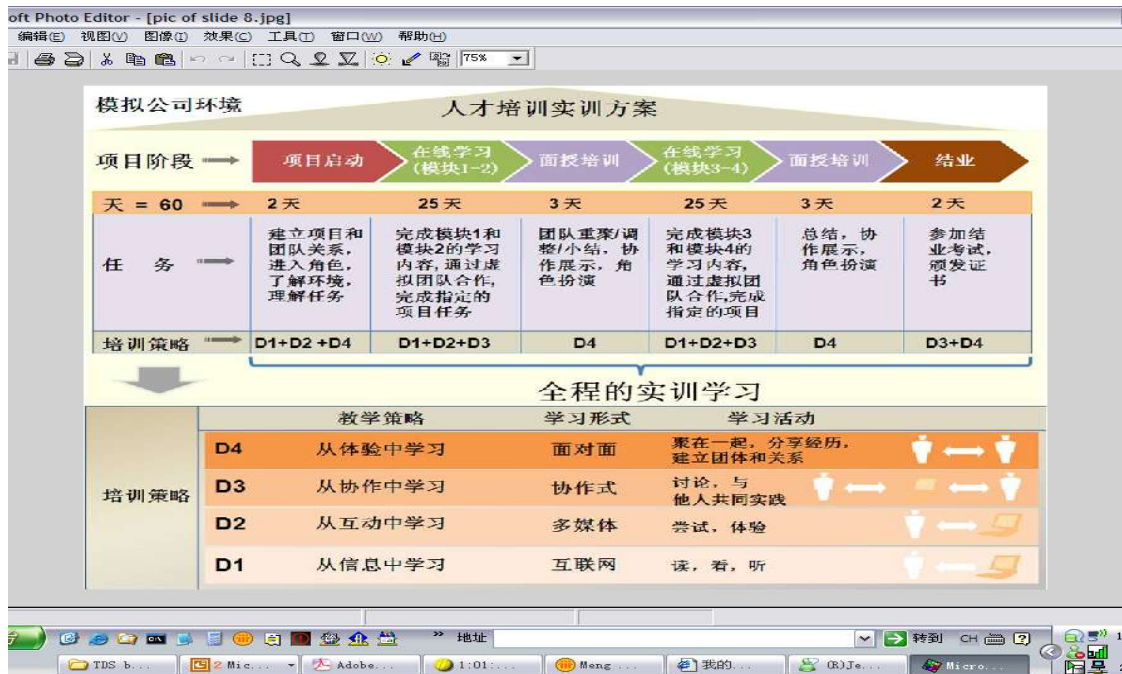 oft Photo Editor - [pic of slide 8.jpg]
编辑(E) 视图(V) 图像(I) 效果(C) 工具(T) 窗口(W) 帮助(H)
75%
模拟公司环境
人才培训实训方案
项目阶段
项目启动
在线学习
(模块1-2)
面授培训
在线学习
(模块3-4)
面授培训
结业
天 = 60
2天
25天
3天
25天
3天
2天
任 务
建立项目和
团队关系,
进入角色,
了解环境,
理解任务
完成模块1和
模块2的学习
内容,通过虚
拟团队合作,
完成指定的
项目任务
团队重聚/调
整/小结, 协
作展示, 角
色扮演
完成模块3
和模块4的
学习内容,
通过虚拟团
队合作,完成
指定的项目
总结, 协
作展示,
角色扮演
参加结
业考试,
颁发证
书
培训策略
D1+D2 +D4
D1+D2+D3
D4
D1+D2+D3
D4
D3+D4
全程的实训学习
教学策略
学习形式
学习活动
培训策略
D4
从体验中学习
面对面
聚在一起, 分享经历,
建立团体和关系
D3
从协作中学习
协作式
讨论, 与
他人共同实践
D2
从互动中学习
多媒体
尝试, 体验
D1
从信息中学习
互联网
读, 看, 听
地址
转到
CH
TDS b...
2 Mic...
Adobe...
1:01:...
Meng ...
我的...
(R)Je...
Micro...